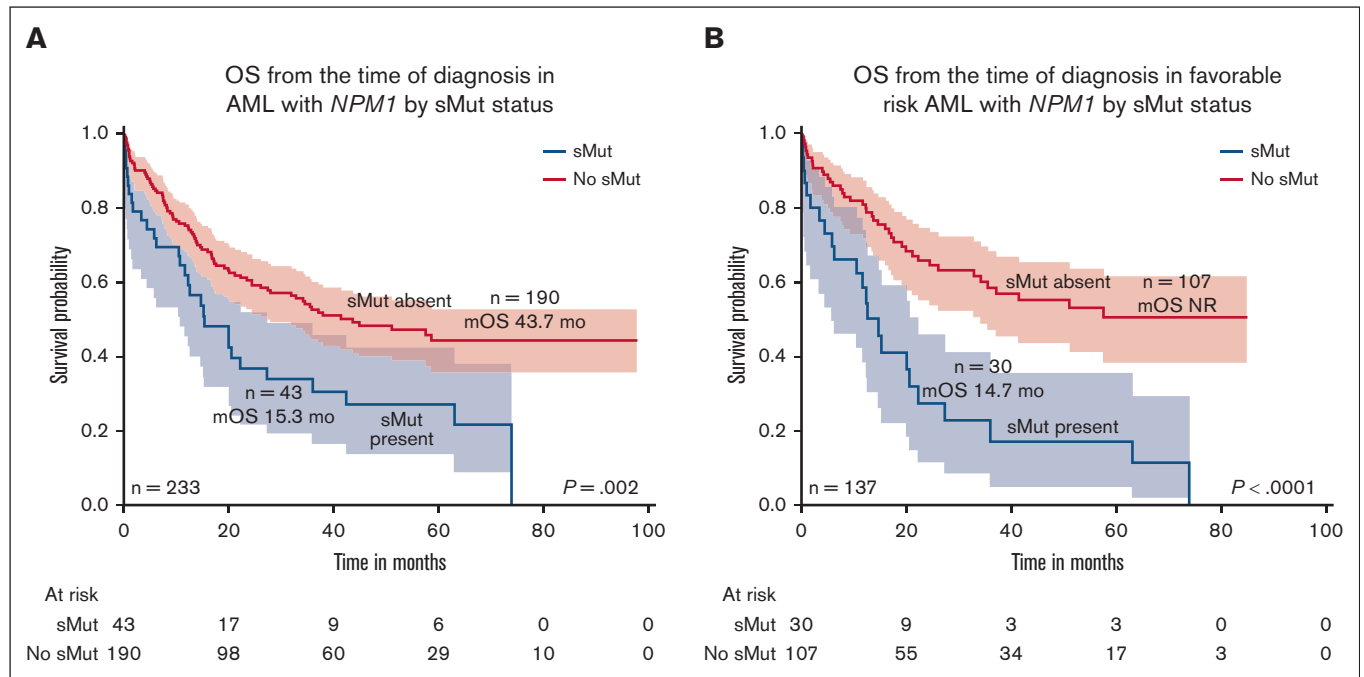 A
OS from the time of diagnosis in
AML with NPM1 by sMut status
1.0
0.8
0.6
0.4
0.2
0.0
Survival probability
sMut
No sMut
sMut absent
n = 190
mOS 43.7 mo
n = 43
mOS 15.3 mo
sMut
present
n = 233
P = .002
0 20 40 60 80 100
Time in months
At risk
sMut 43 17 9 6 0 0
No sMut 190 98 60 29 10 0
B
OS from the time of diagnosis in favorable
risk AML with NPM1 by sMut status
1.0
0.8
0.6
0.4
0.2
0.0
Survival probability
sMut
No sMut
sMut absent
n = 107
mOS NR
n = 30
mOS 14.7 mo
sMut present
n = 137
P < .0001
0 20 40 60 80 100
Time in months
At risk
sMut 30 9 3 3 0 0
No sMut 107 55 34 17 3 0